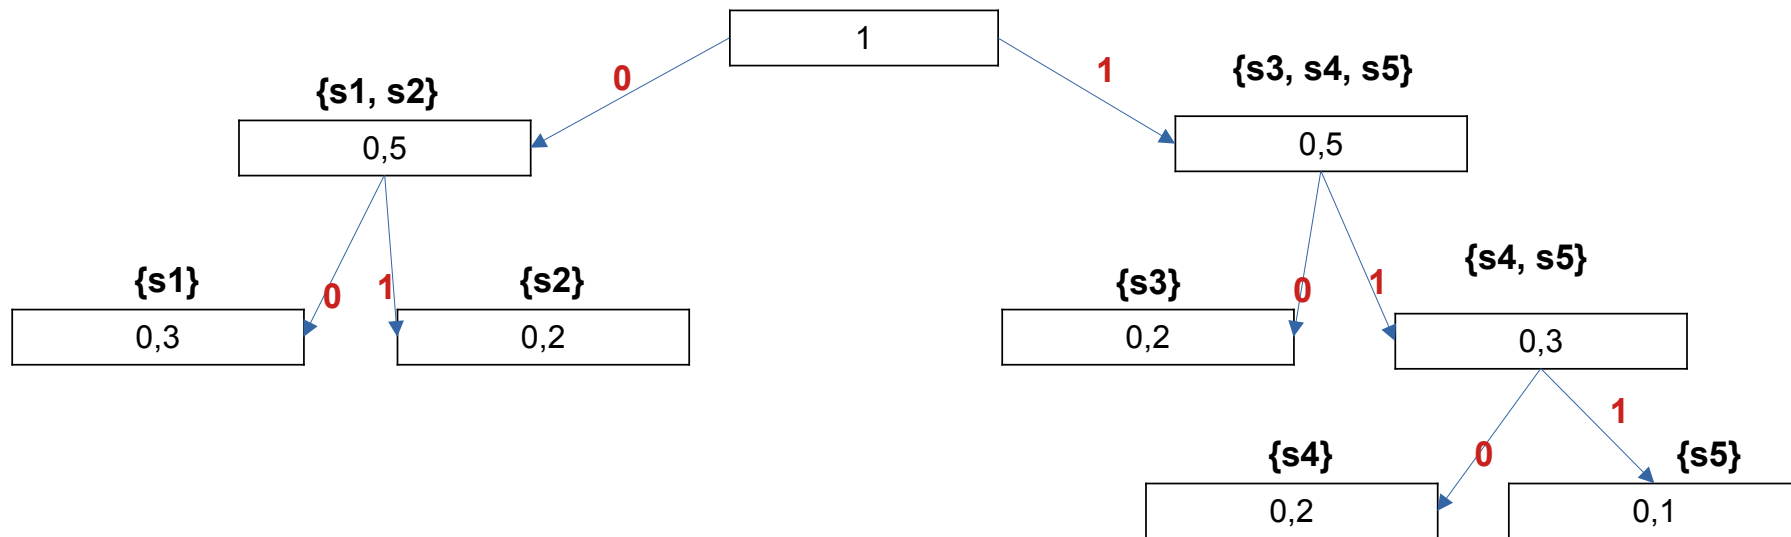 1
0
1
{s1, s2}
{s3, s4, s5}
0,5
0,5
{s1}
0
1
{s2}
{s3}
0
1
{s4, s5}
0,3
0,2
0,2
0,3
{s4}
0
1
{s5}
0,2
0,1